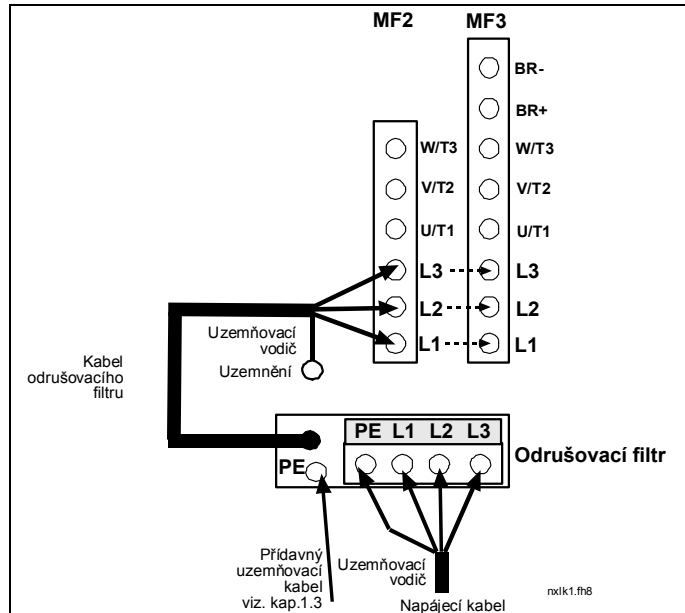 MF2
MF3
BR-
BR+
W/T3
W/T3
V/T2
V/T2
U/T1
U/T1
L3
L3
L2
L2
L1
L1
Uzemňovací
vodič
Uzemnění
Kabel
odrušovacího
filtru
PE L1 L2 L3
PE
Odrušovací filtr
Přídavný
uzemňovací
kabel
viz. kap.1.3
Uzemňovací
vodič
Napájecí kabel
nxlk1.fh8